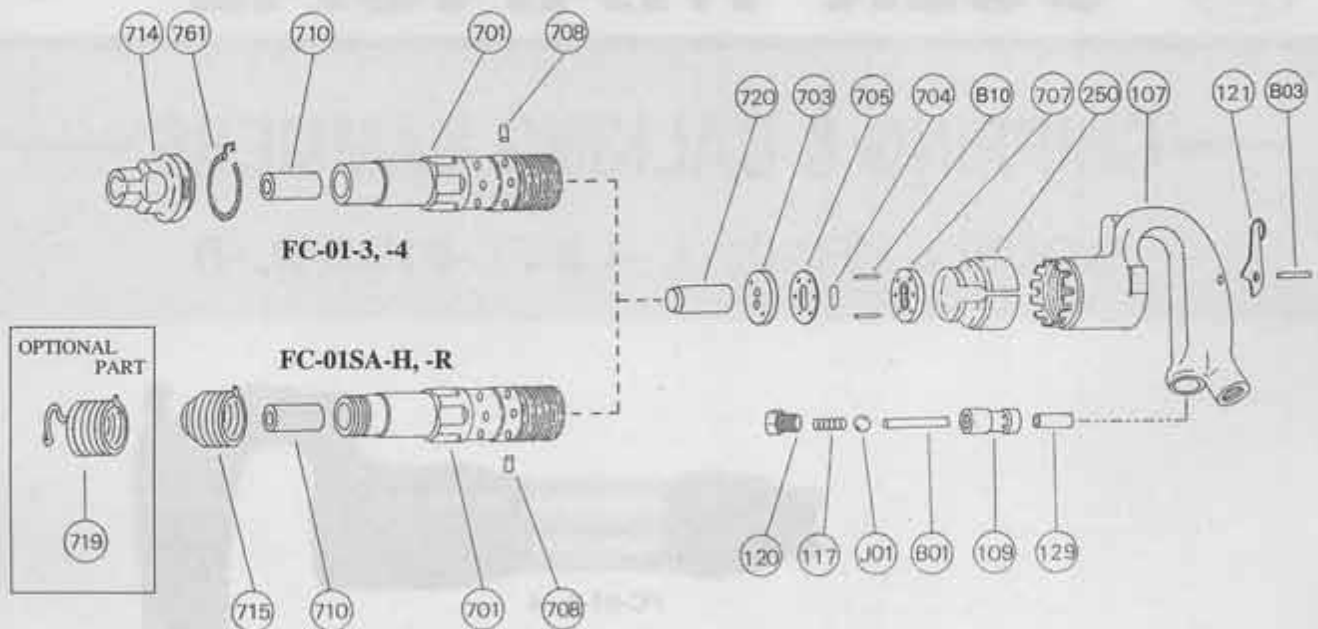 714 761 710 701 708
720 703 705 704 B10 707 250 107 121 B03
FC-01-3, -4
OPTIONAL
PART
719
FC-01SA-H, -R
715 710 701 708
120 117 J01 B01 109 129